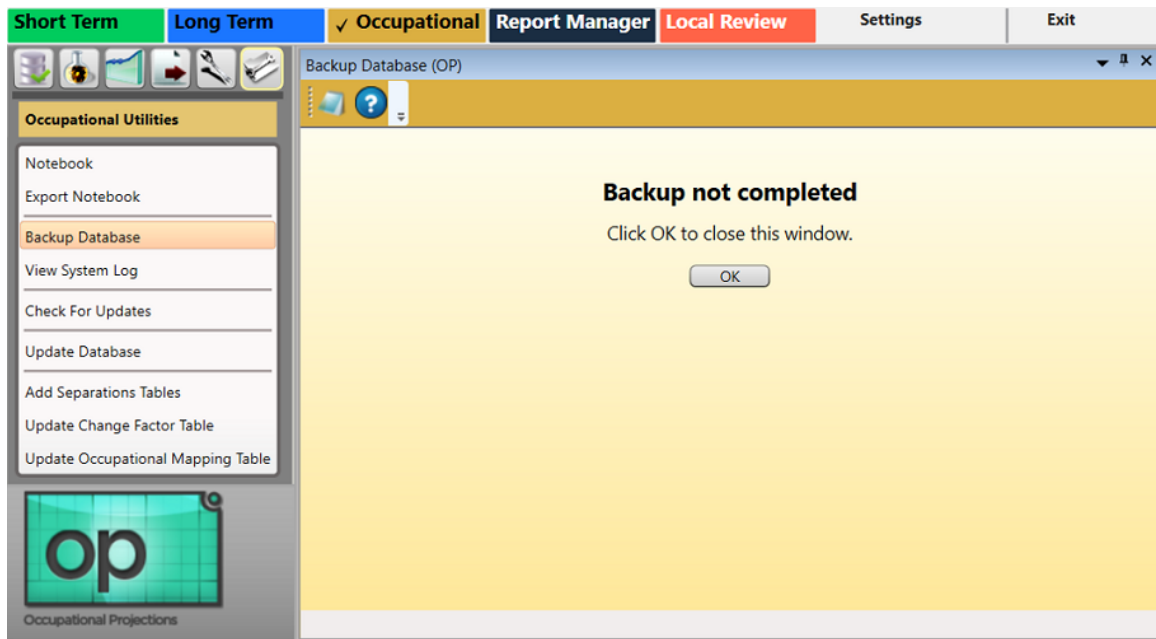 Short Term Long Term ✓ Occupational Report Manager Local Review Settings Exit
Backup Database (OP)
Occupational Utilities
Notebook
Export Notebook
Backup Database
View System Log
Check For Updates
Update Database
Add Separations Tables
Update Change Factor Table
Update Occupational Mapping Table
Backup not completed
Click OK to close this window.
OK
op
Occupational Projections